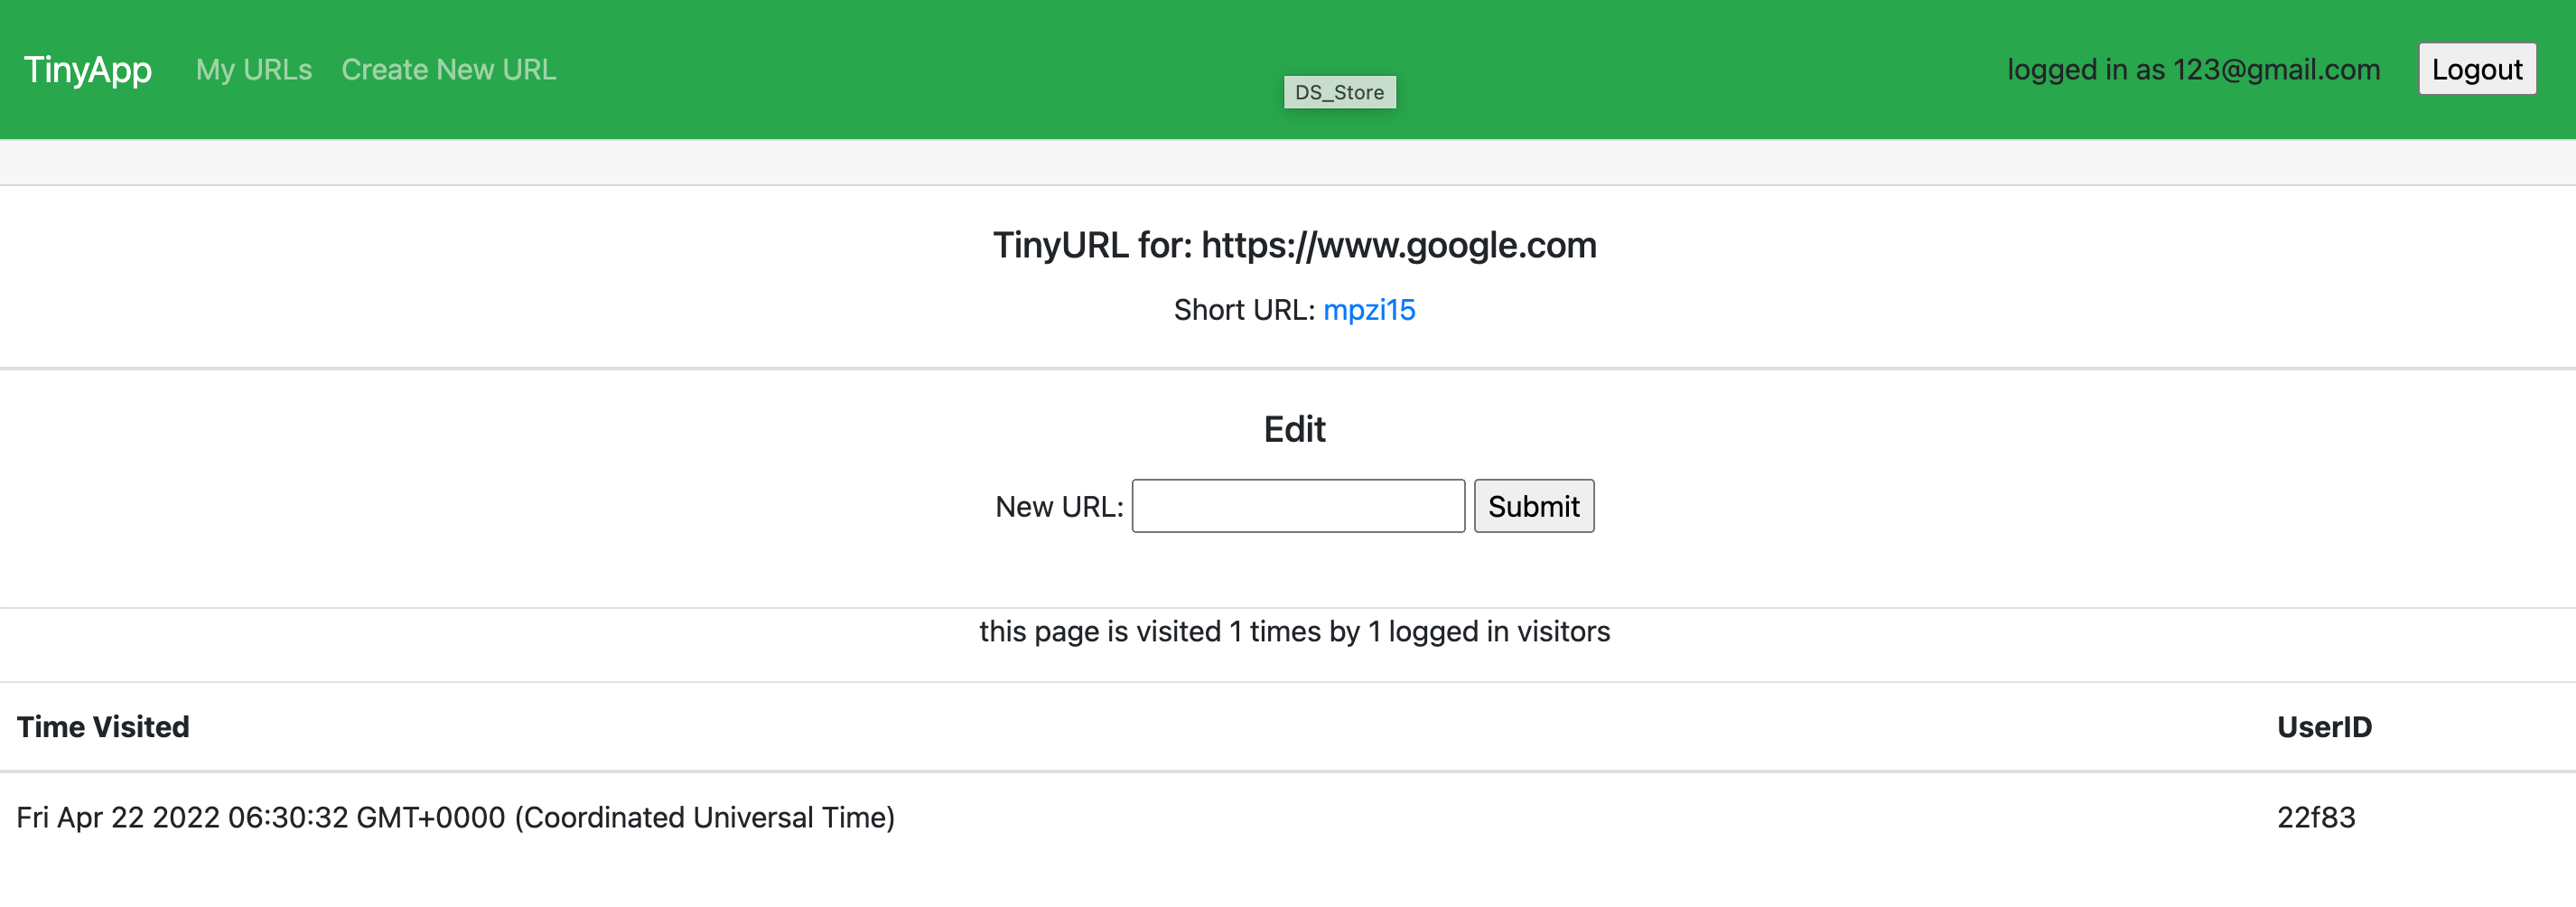 TinyApp My URLs Create New URL logged in as 123@gmail.com Logout
DS_Store
TinyURL for: https://www.google.com
Short URL: mpzi15
Edit
New URL: Submit
this page is visited 1 times by 1 logged in visitors
Time Visited UserID
Fri Apr 22 2022 06:30:32 GMT+0000 (Coordinated Universal Time) 22f83